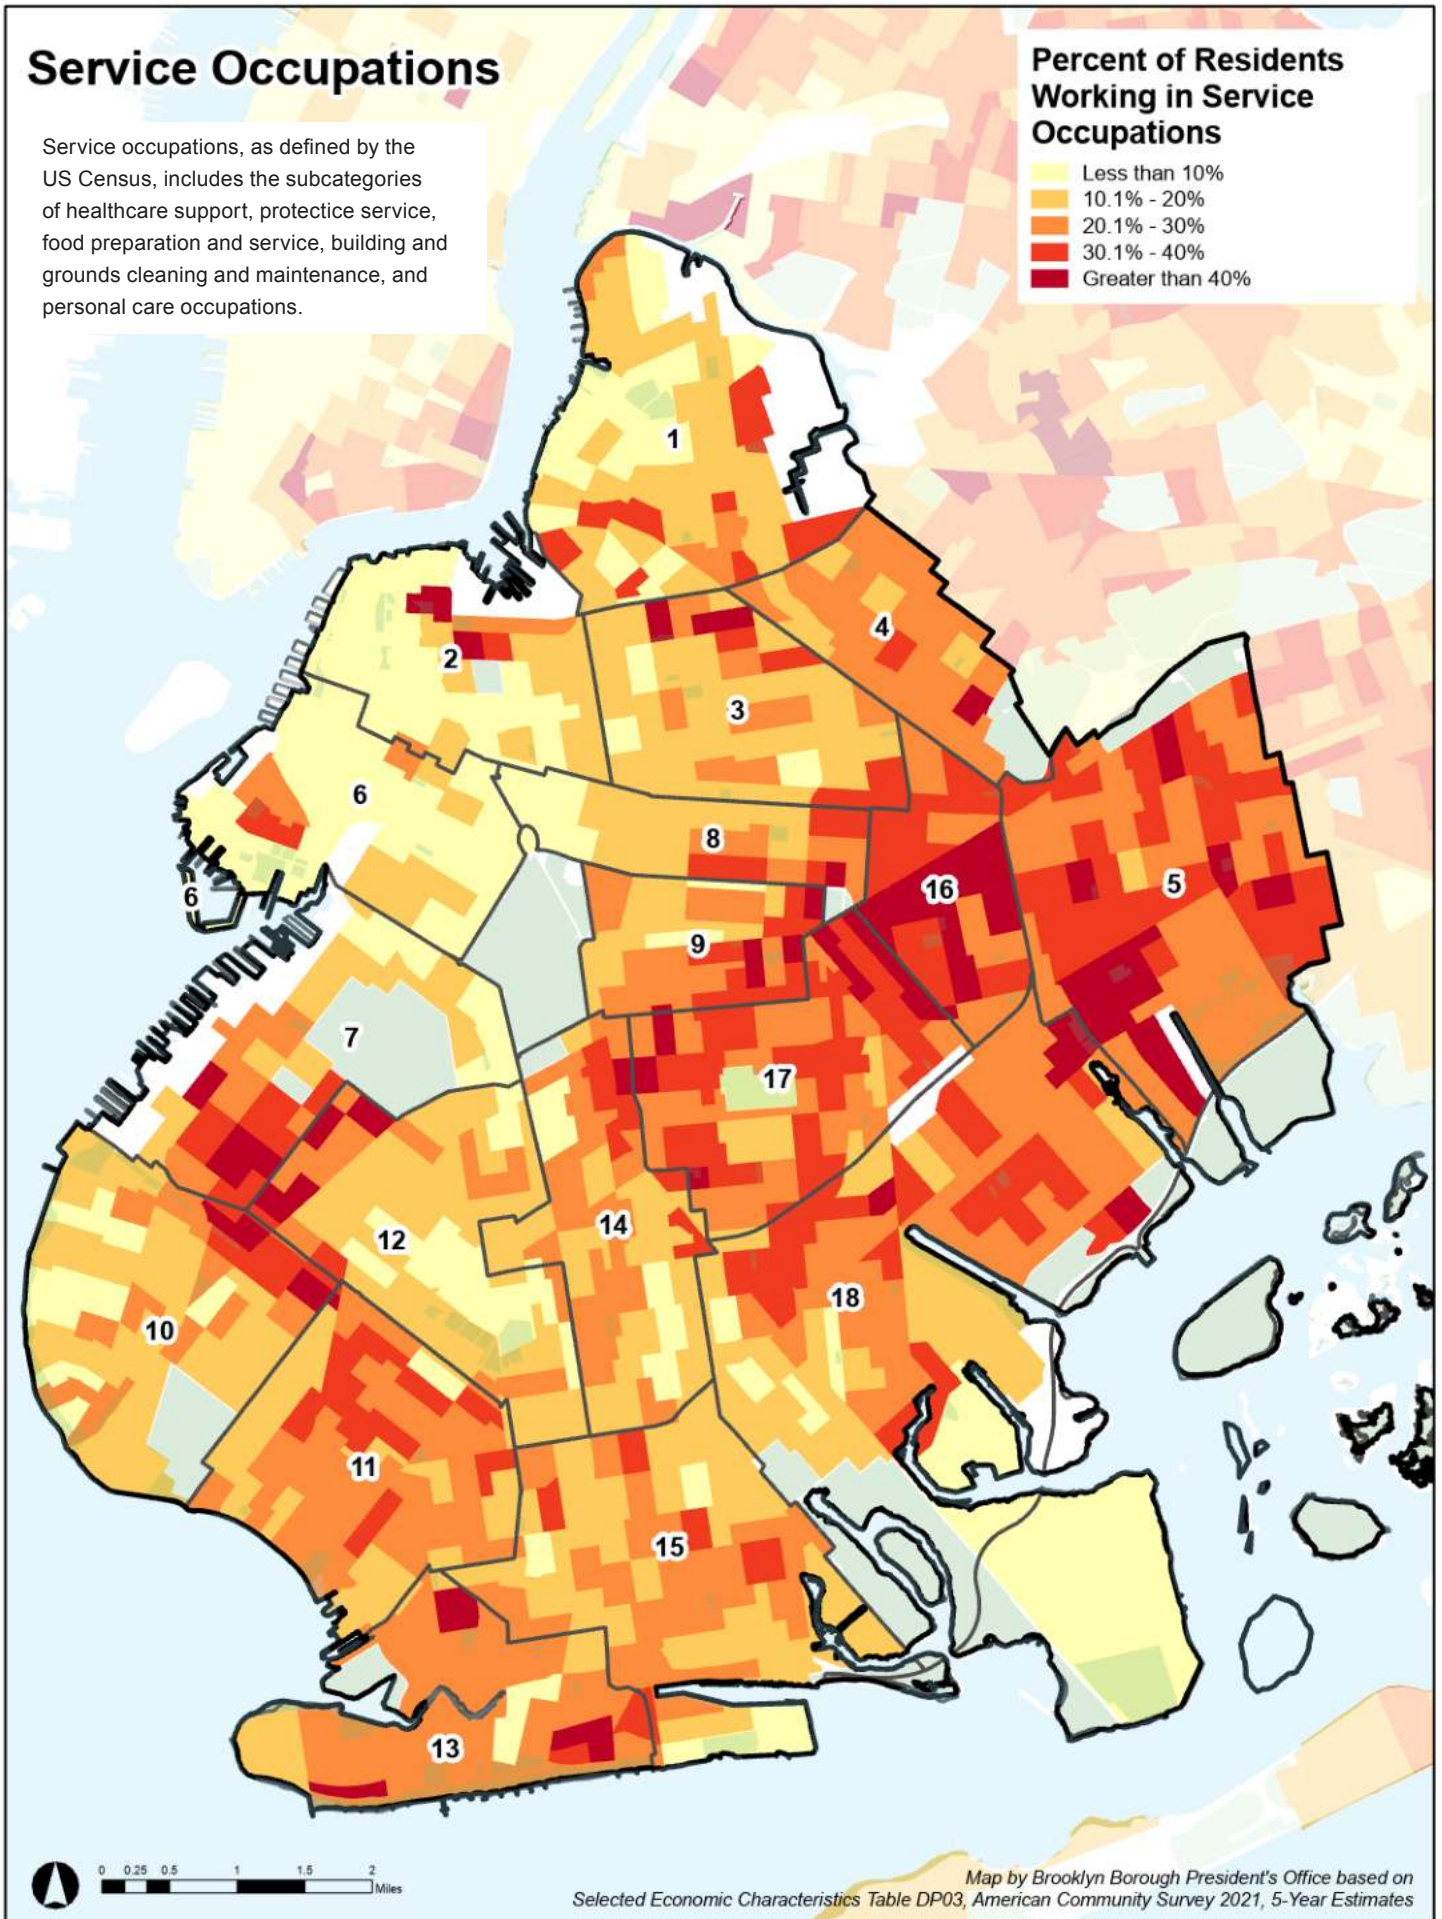 Service Occupations
Service occupations, as defined by the
US Census, includes the subcategories
of healthcare support, protectice service,
food preparation and service, building and
grounds cleaning and maintenance, and
personal care occupations.
Percent of Residents
Working in Service
Occupations
Less than 10%
10.1% - 20%
20.1% - 30%
30.1% - 40%
Greater than 40%
1
4
2
3
6
8
5
16
6
9
7
17
14
12
18
10
11
15
13
0 0.25 0.5 1 1.5 2
Miles
Map by Brooklyn Borough President's Office based on
Selected Economic Characteristics Table DP03, American Community Survey 2021, 5-Year Estimates